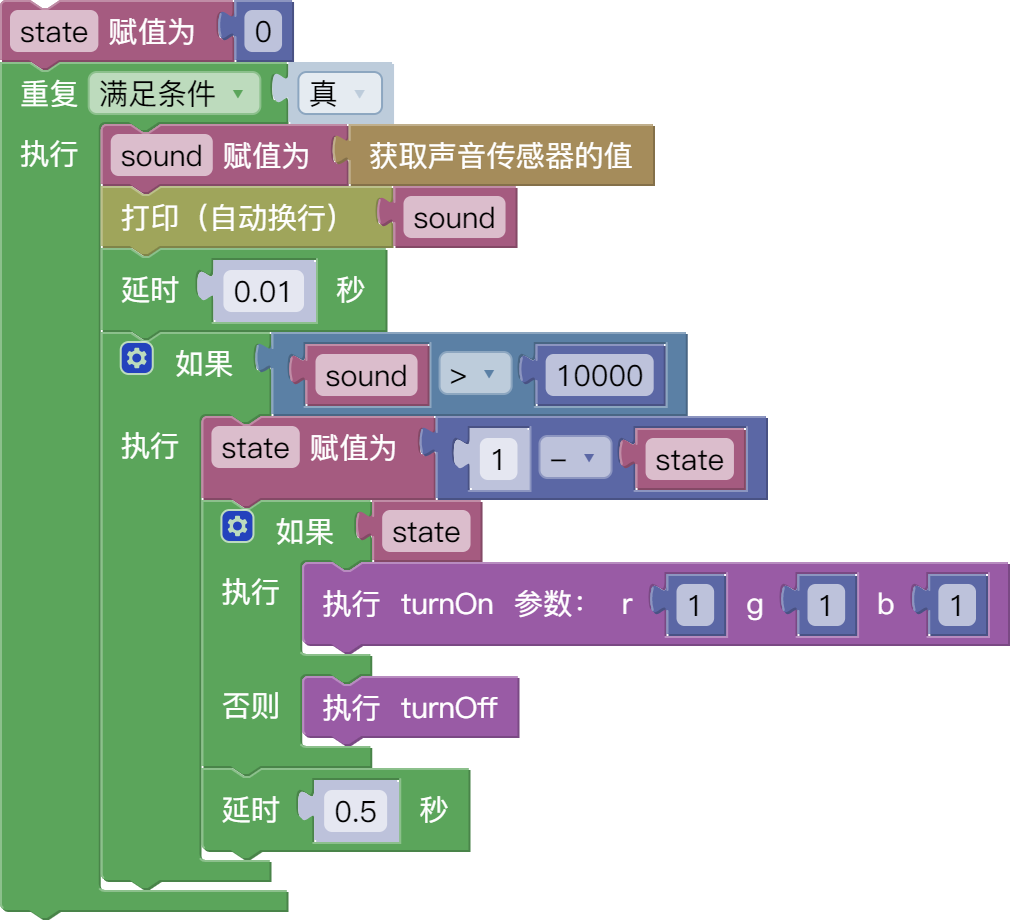 state 赋值为 0
重复 满足条件 真
执行 sound 赋值为 获取声音传感器的值
打印（自动换行） sound
延时 0.01 秒
如果 sound > 10000
执行 state 赋值为 1 - state
如果 state
执行 执行 turnOn 参数： r 1 g 1 b 1
否则 执行 turnOff
延时 0.5 秒